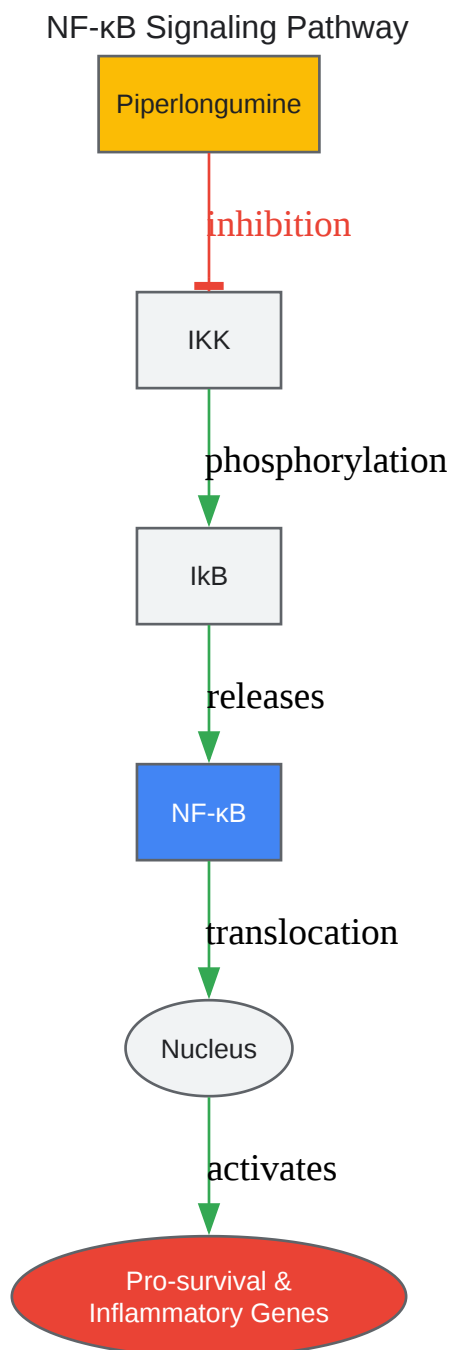 NF-κB Signaling Pathway
Piperlongumine
inhibition
IKK
phosphorylation
IkB
releases
NF-κB
translocation
Nucleus
activates
Pro-survival &
Inflammatory Genes